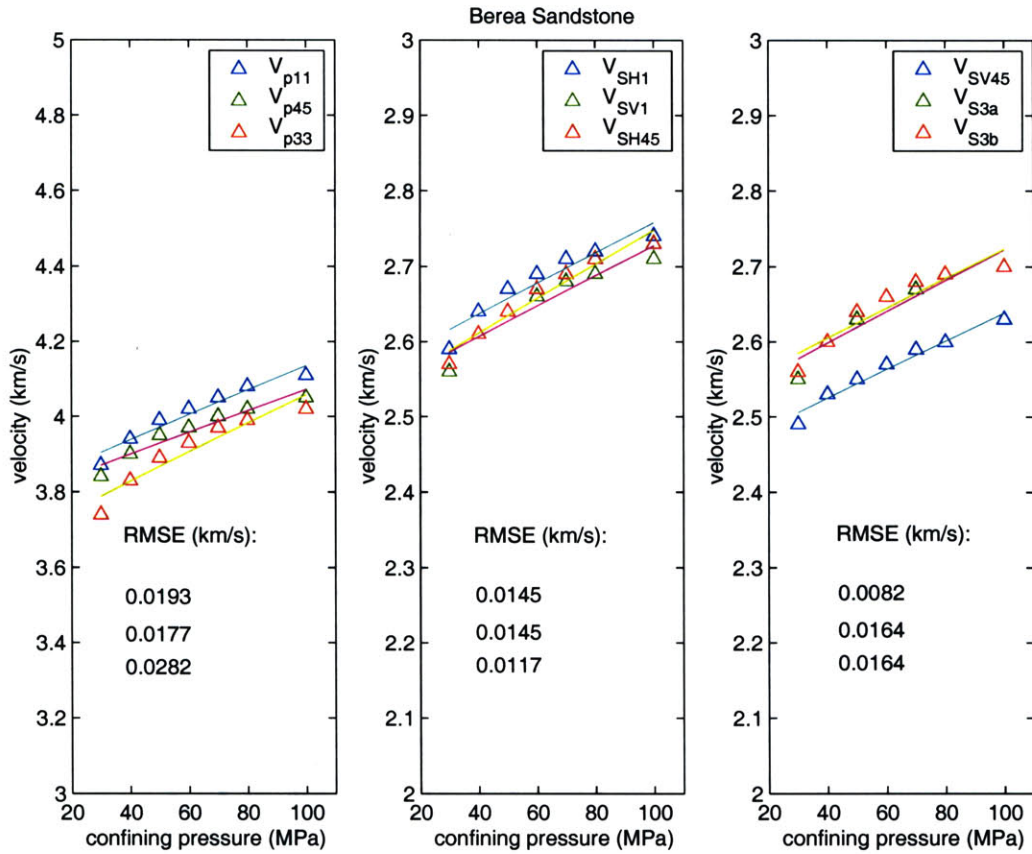 Berea Sandstone
5
4.8
4.6
4.4
4.2
4
3.8
3.6
3.4
3.2
3
velocity (km/s)
V_p11
V_p45
V_p33
RMSE (km/s):
0.0193
0.0177
0.0282
20 40 60 80 100
confining pressure (MPa)
3
2.9
2.8
2.7
2.6
2.5
2.4
2.3
2.2
2.1
2
velocity (km/s)
V_SH1
V_SV1
V_SH45
RMSE (km/s):
0.0145
0.0145
0.0117
20 40 60 80 100
confining pressure (MPa)
3
2.9
2.8
2.7
2.6
2.5
2.4
2.3
2.2
2.1
2
velocity (km/s)
V_SV45
V_S3a
V_S3b
RMSE (km/s):
0.0082
0.0164
0.0164
20 40 60 80 100
confining pressure (MPa)